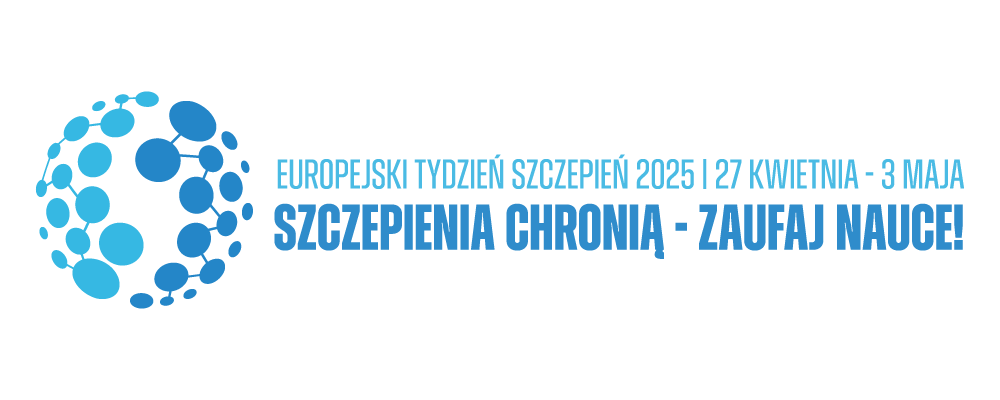 EUROPEJSKI TYDZIEŃ SZCZEPIEŃ 2025 | 27 KWIETNIA - 3 MAJA
SZCZEPIENIA CHRONIĄ - ZAUFAJ NAUCE!